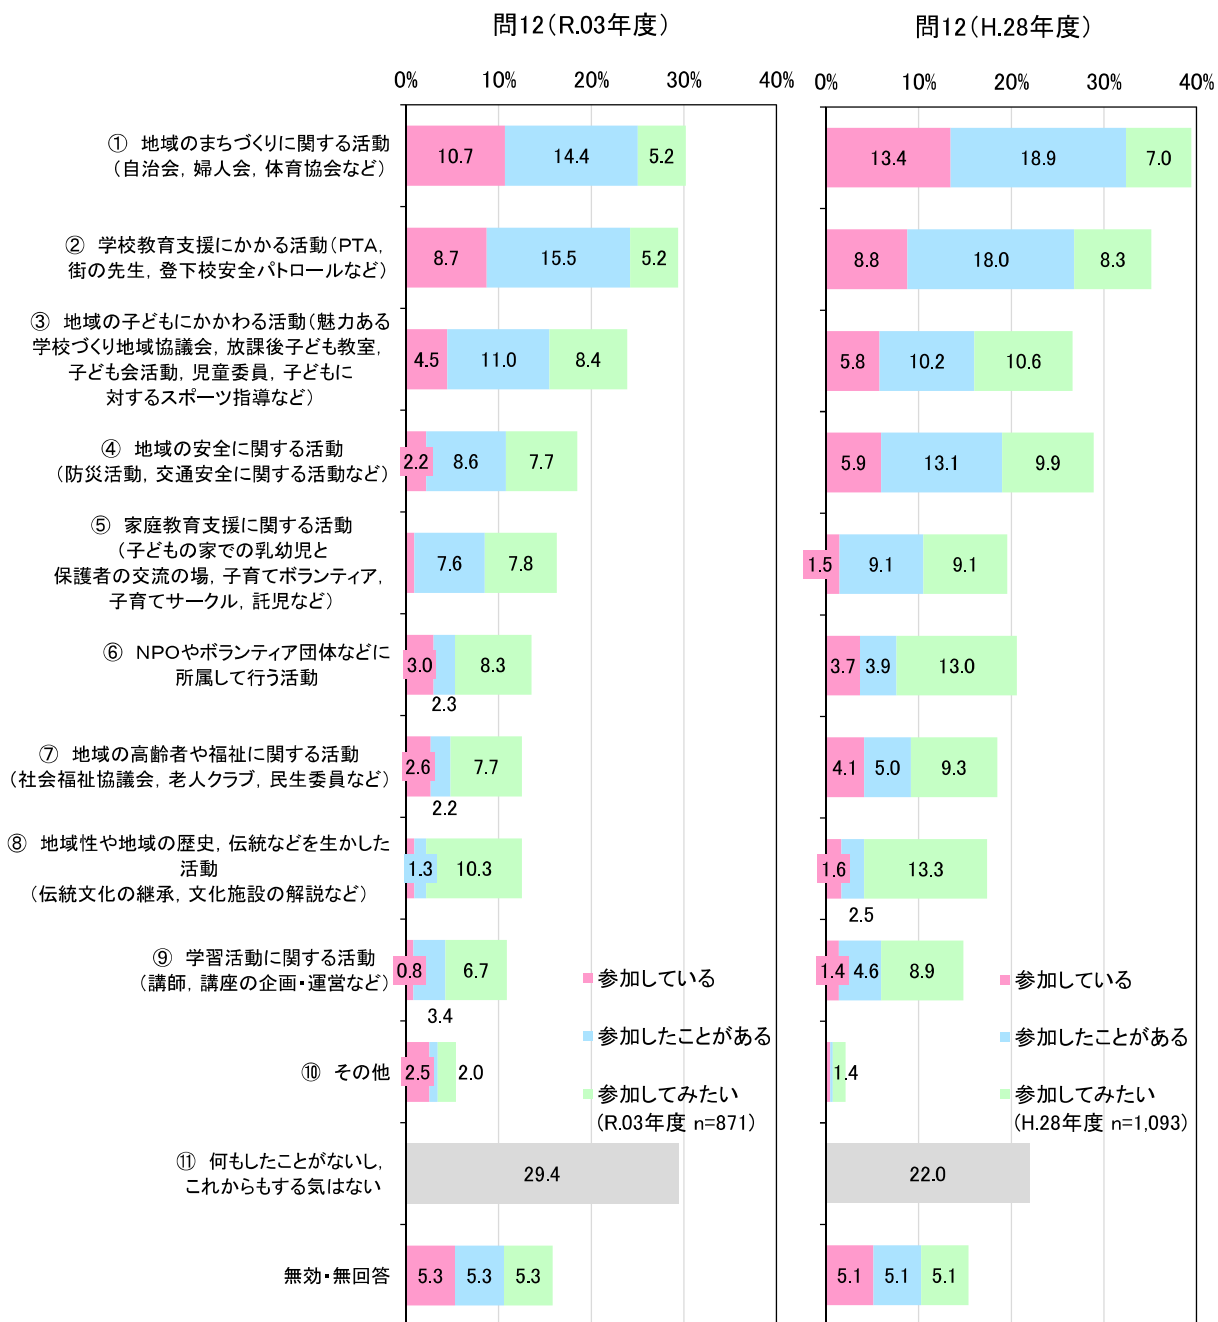 問12(R.03年度)
問12(H.28年度)
0% 10% 20% 30% 40%
0% 10% 20% 30% 40%
① 地域のまちづくりに関する活動
(自治会, 婦人会, 体育協会など)
10.7 14.4 5.2
13.4 18.9 7.0
② 学校教育支援にかかる活動(PTA,
街の先生, 登下校安全パトロールなど)
8.7 15.5 5.2
8.8 18.0 8.3
③ 地域の子どもにかかわる活動(魅力ある
学校づくり地域協議会, 放課後子ども教室,
子ども会活動, 児童委員, 子どもに
対するスポーツ指導など)
4.5 11.0 8.4
5.8 10.2 10.6
④ 地域の安全に関する活動
(防災活動, 交通安全に関する活動など)
2.2 8.6 7.7
5.9 13.1 9.9
⑤ 家庭教育支援に関する活動
(子どもの家での乳幼児と
保護者の交流の場, 子育てボランティア,
子育てサークル, 託児など)
7.6 7.8
1.5 9.1 9.1
⑥ NPOやボランティア団体などに
所属して行う活動
3.0 8.3
2.3
3.7 3.9 13.0
⑦ 地域の高齢者や福祉に関する活動
(社会福祉協議会, 老人クラブ, 民生委員など)
2.6 7.7
2.2
4.1 5.0 9.3
⑧ 地域性や地域の歴史, 伝統などを生かした
活動
(伝統文化の継承, 文化施設の解説など)
1.3 10.3
1.6 13.3
2.5
⑨ 学習活動に関する活動
(講師, 講座の企画・運営など)
0.8 6.7
3.4
1.4 4.6 8.9
⑩ その他
2.5 2.0
1.4
⑪ 何もしたことがないし,
これからもする気はない
29.4
22.0
無効・無回答
5.3 5.3 5.3
5.1 5.1 5.1
参加している
参加したことがある
参加してみたい
(R.03年度 n=871)
参加している
参加したことがある
参加してみたい
(H.28年度 n=1,093)